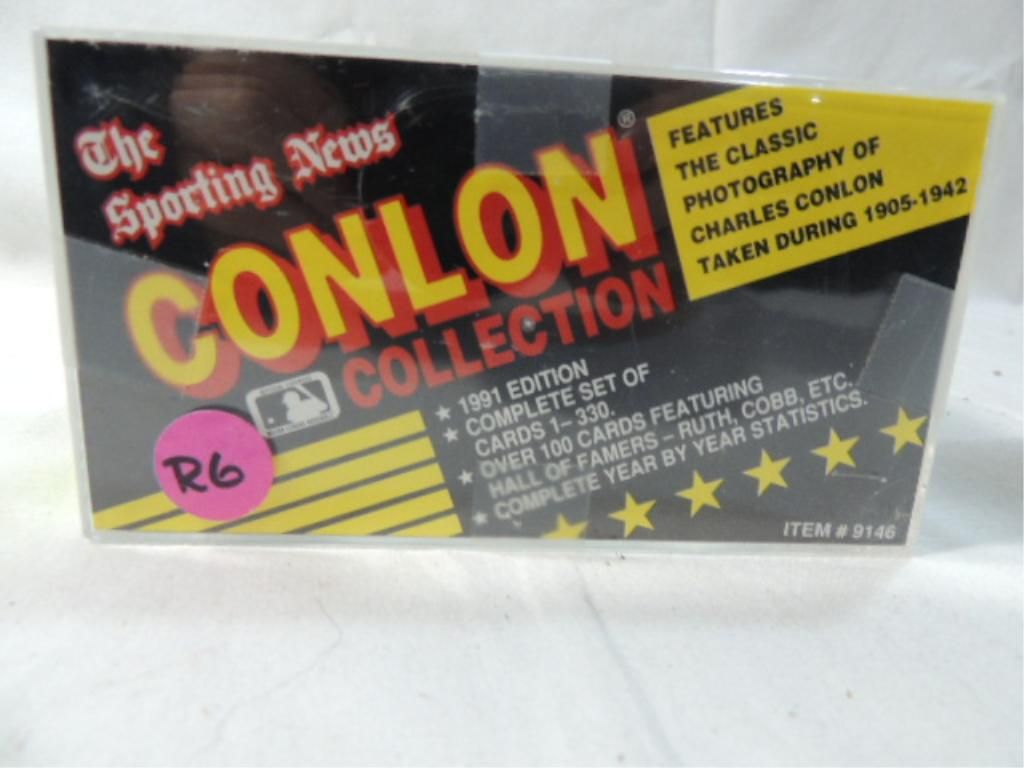 The
Sporting News
CONLON®
COLLECTION
FEATURES
THE CLASSIC
PHOTOGRAPHY OF
CHARLES CONLON
TAKEN DURING 1905-1942
★ 1991 EDITION
★ COMPLETE SET OF
CARDS 1-330.
★ OVER 100 CARDS FEATURING
HALL OF FAMERS - RUTH, COBB, ETC.
★ COMPLETE YEAR BY YEAR STATISTICS.
R6
ITEM # 9146